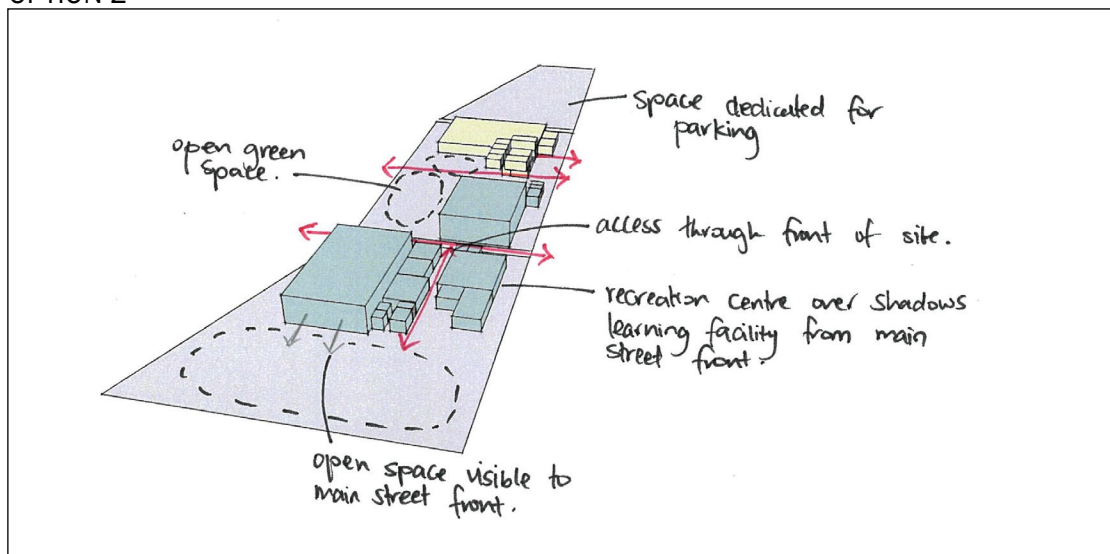 OPTION 2
space dedicated for
parking
open green
space.
access through front of site.
recreation centre over shadows
learning facility from main
street front.
open space visible to
main street front.